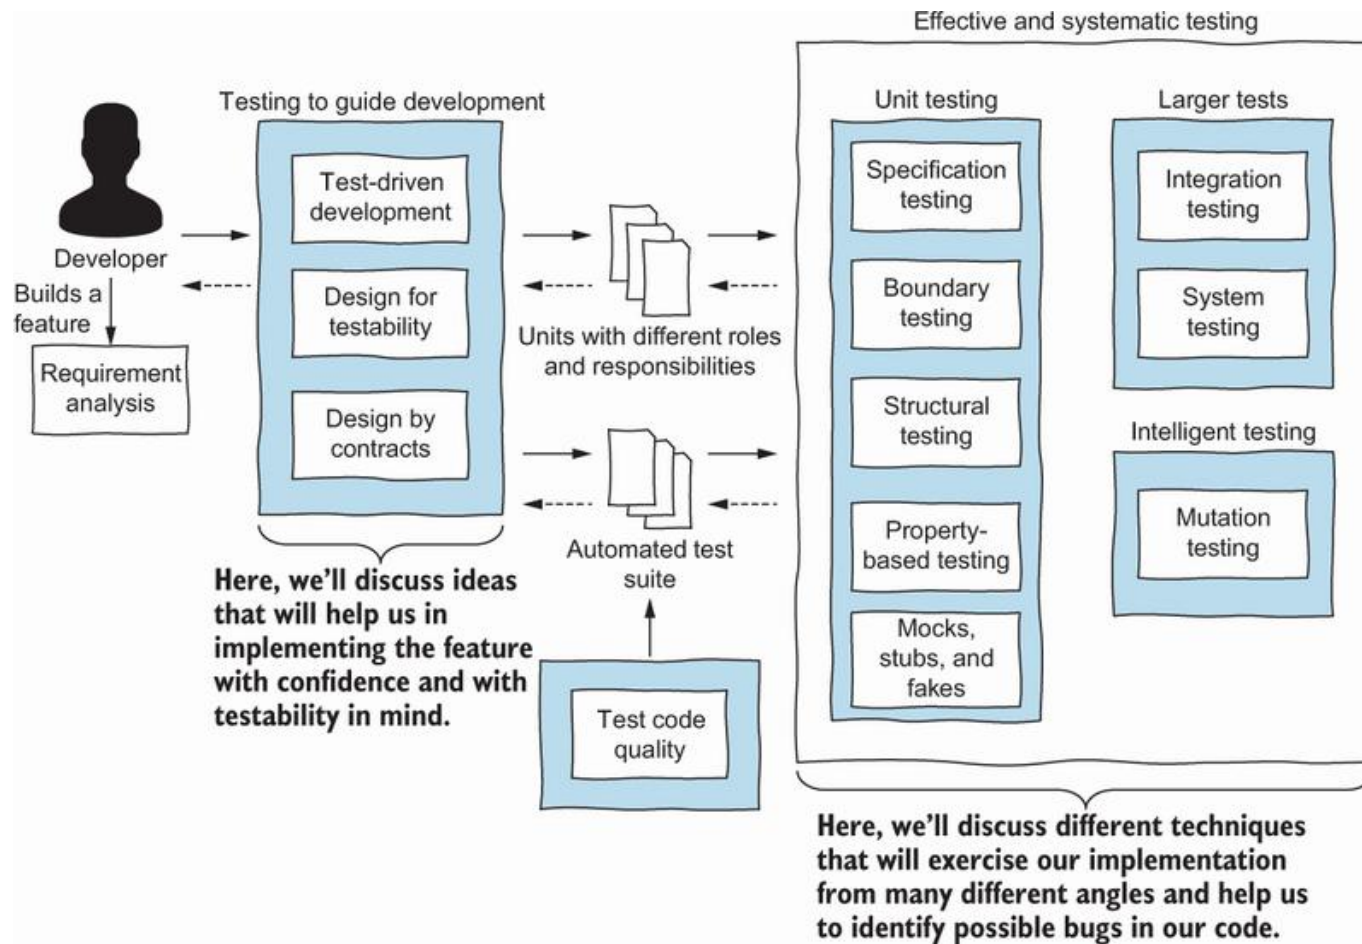 Effective and systematic testing
Testing to guide development
Unit testing
Larger tests
Test-driven
development
Specification
testing
Integration
testing
Developer
Builds a
feature
Design for
testability
Units with different roles
and responsibilities
Boundary
testing
System
testing
Requirement
analysis
Design by
contracts
Structural
testing
Intelligent testing
Automated test
suite
Property-
based testing
Mutation
testing
Here, we'll discuss ideas
that will help us in
implementing the feature
with confidence and with
testability in mind.
Mocks,
stubs, and
fakes
Test code
quality
Here, we'll discuss different techniques
that will exercise our implementation
from many different angles and help us
to identify possible bugs in our code.